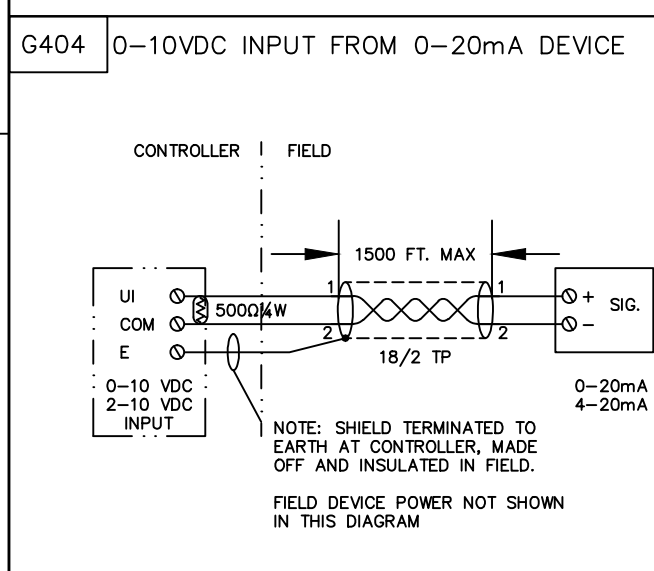 G404
0-10VDC INPUT FROM 0-20mA DEVICE
CONTROLLER
FIELD
1500 FT. MAX
UI
COM
E
500Ω¼W
1
2
1
2
18/2 TP
+
-
SIG.
0-10 VDC
2-10 VDC
INPUT
0-20mA
4-20mA
NOTE: SHIELD TERMINATED TO
EARTH AT CONTROLLER, MADE
OFF AND INSULATED IN FIELD.
FIELD DEVICE POWER NOT SHOWN
IN THIS DIAGRAM